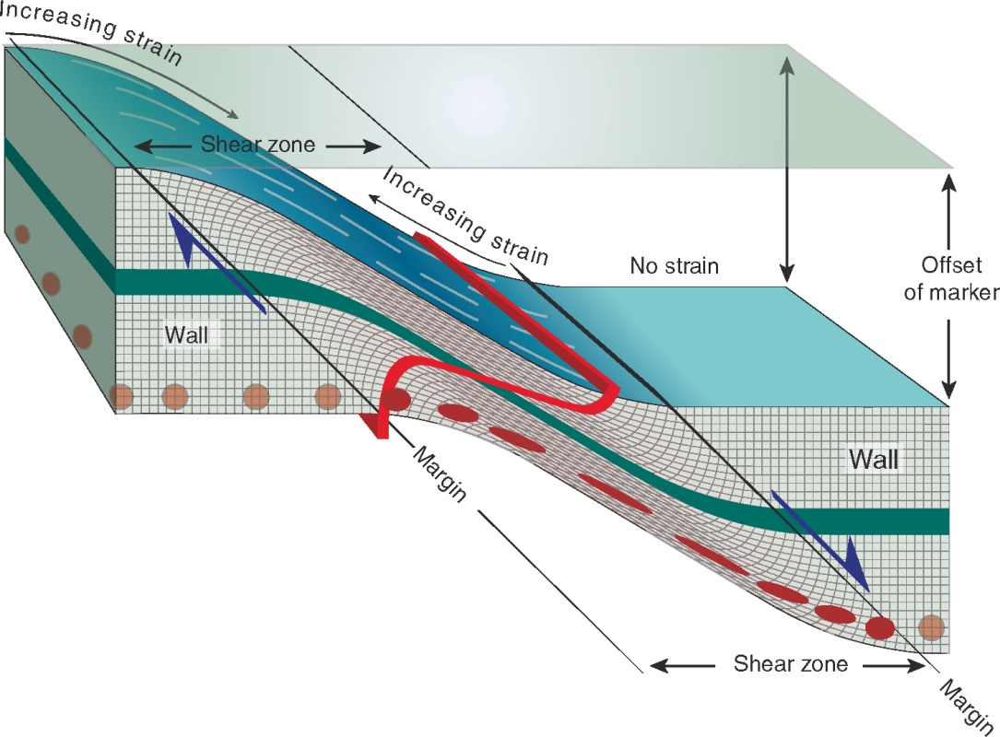 Increasing strain
Shear zone
Increasing strain
No strain
Offset
of marker
Wall
Wall
Margin
Shear zone
Margin